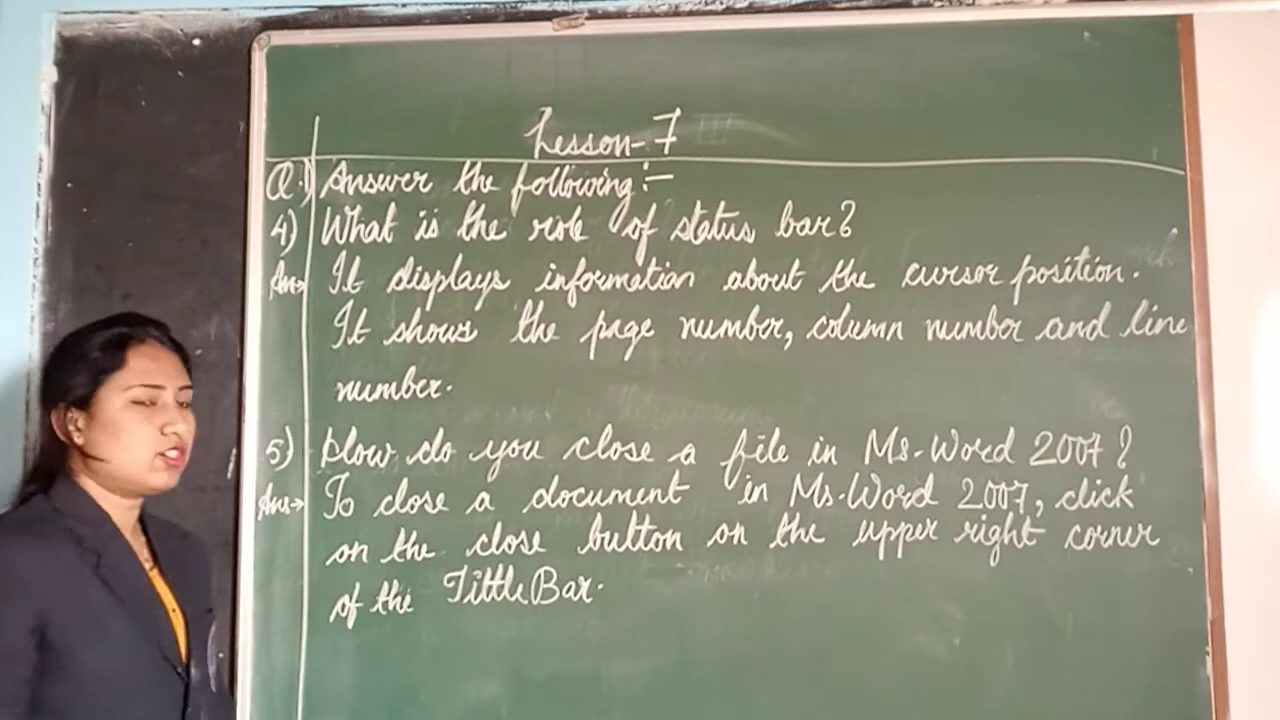 Lesson-7
Q.1) Answer the following:-
4) What is the role of status bar?
Ans→ It displays information about the cursor position.
It shows the page number, column number and line
number.
5) How do you close a file in Ms-Word 2007?
Ans→ To close a document in Ms-Word 2007, click
on the close button on the upper right corner
of the Tittle Bar.